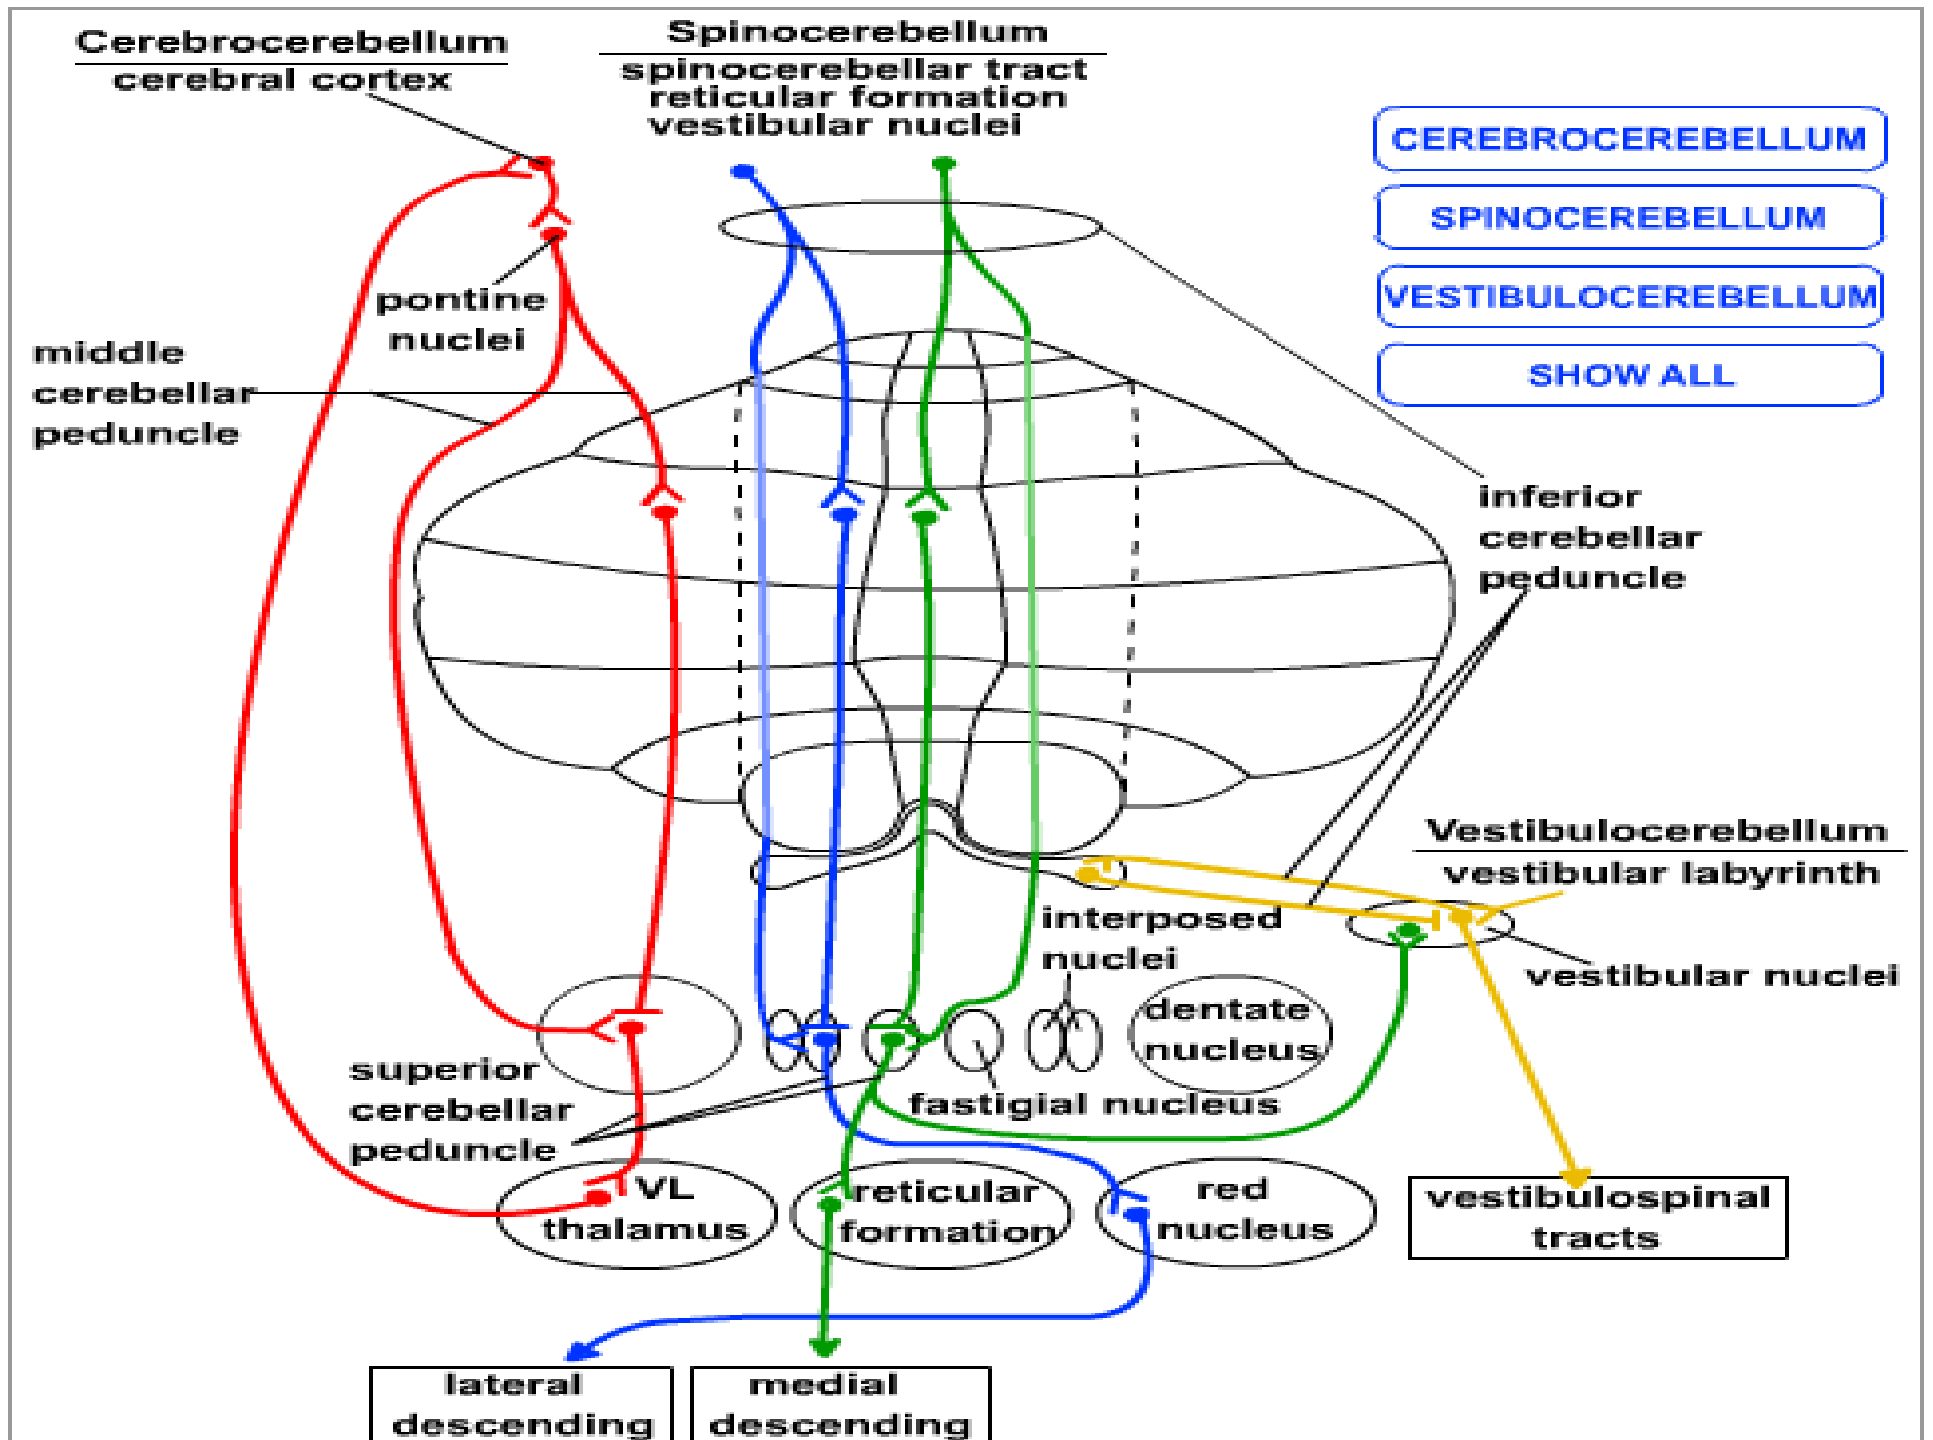 Cerebrocerebellum
cerebral cortex
Spinocerebellum
spinocerebellar tract
reticular formation
vestibular nuclei
CEREBROCEREBELLUM
SPINOCEREBELLUM
VESTIBULOCEREBELLUM
SHOW ALL
pontine
nuclei
middle
cerebellar
peduncle
inferior
cerebellar
peduncle
Vestibulocerebellum
vestibular labyrinth
interposed
nuclei
vestibular nuclei
dentate
nucleus
superior
cerebellar
peduncle
fastigial nucleus
VL
thalamus
reticular
formation
red
nucleus
vestibulospinal
tracts
lateral
descending
medial
descending